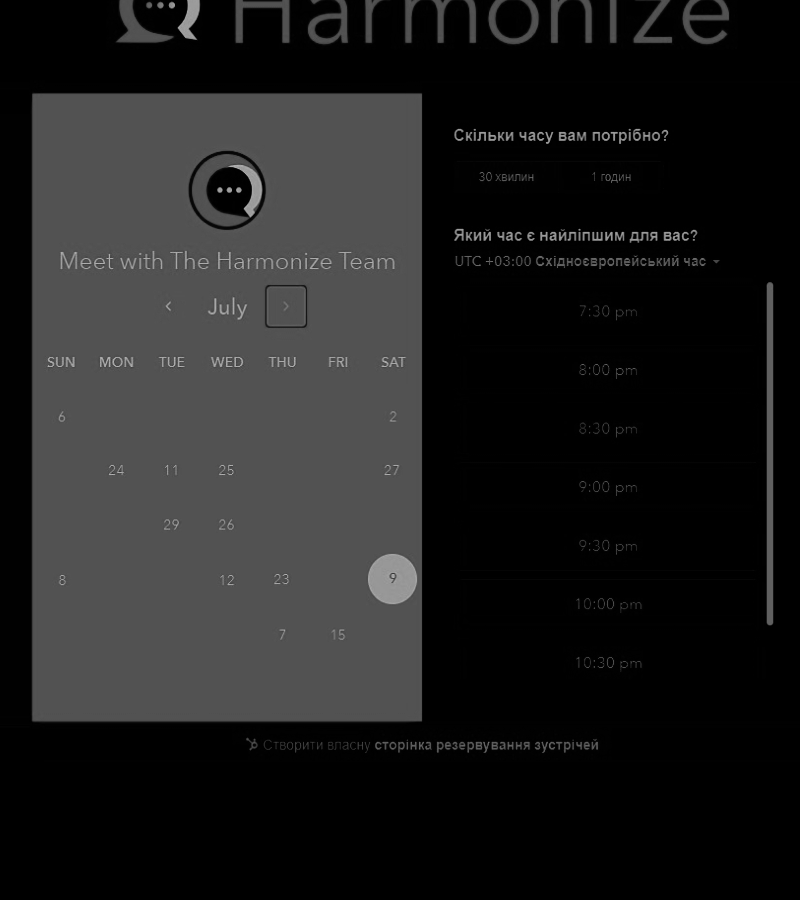 Harmonize
Meet with The Harmonize Team
July
SUN MON TUE WED THU FRI SAT
6 2
24 11 25 27
29 26
8 12 23 9
7 15
Скільки часу вам потрібно?
30 хвилин 1 годин
Який час є найліпшим для вас?
UTC +03:00 Східноєвропейський час
7:30 pm
8:00 pm
8:30 pm
9:00 pm
9:30 pm
10:00 pm
10:30 pm
Створити власну сторінка резервування зустрічей